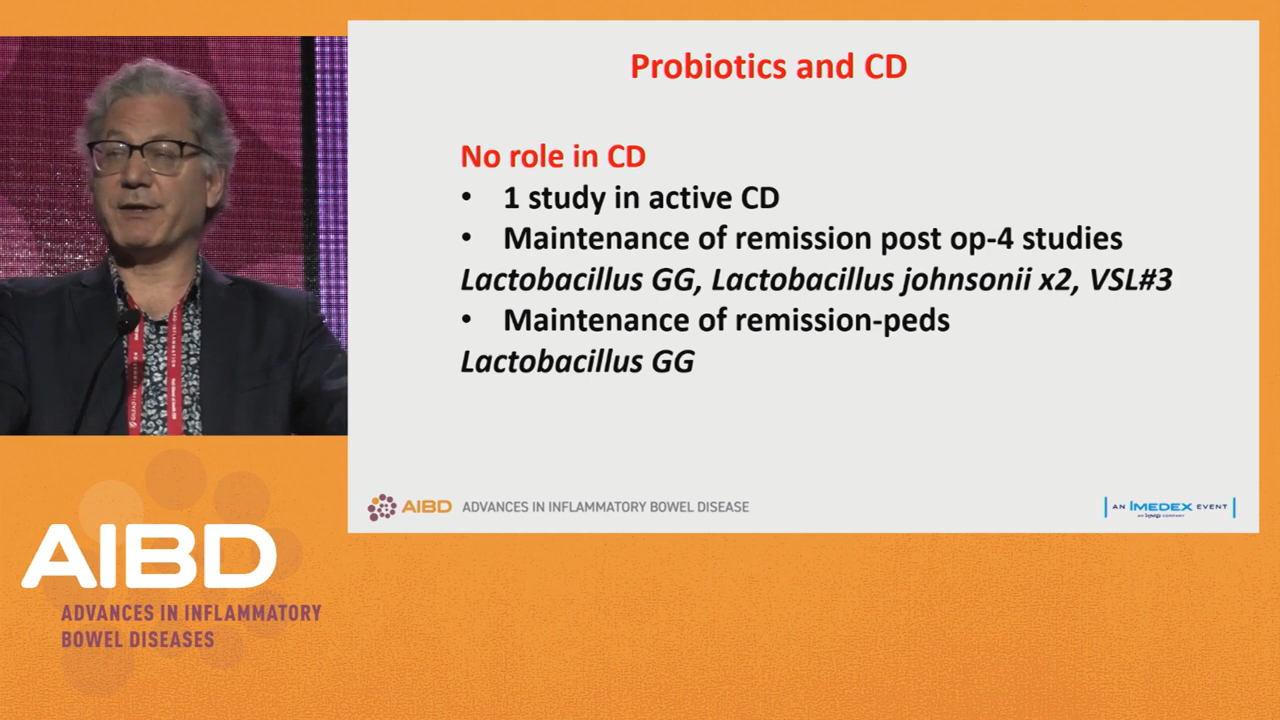 Probiotics and CD
No role in CD
• 1 study in active CD
• Maintenance of remission post op-4 studies
Lactobacillus GG, Lactobacillus johnsonii x2, VSL#3
• Maintenance of remission-peds
Lactobacillus GG
AIBD ADVANCES IN INFLAMMATORY BOWEL DISEASE
AN IMEDEX EVENT
AIBD
ADVANCES IN INFLAMMATORY
BOWEL DISEASES